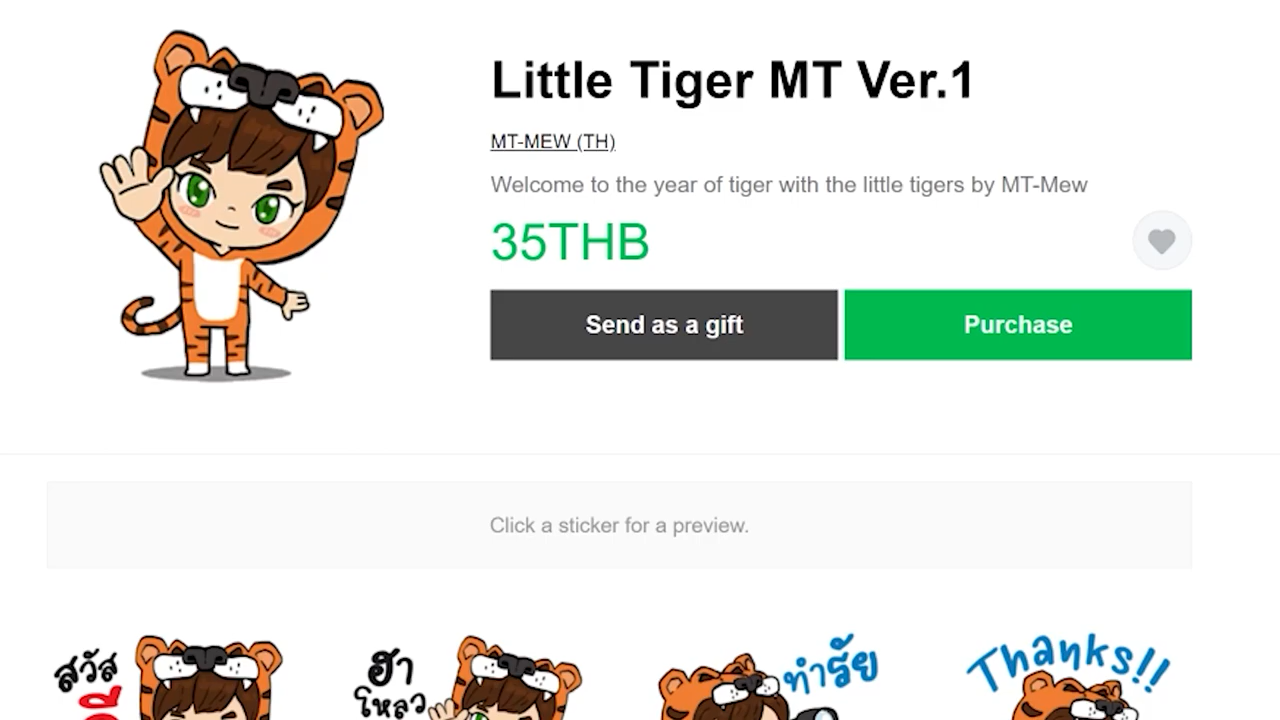 Little Tiger MT Ver.1
MT-MEW (TH)
Welcome to the year of tiger with the little tigers by MT-Mew
35THB
Send as a gift
Purchase
Click a sticker for a preview.
สวัส
ดี
ฮา
โหลว
ทำรัย
Thanks!!